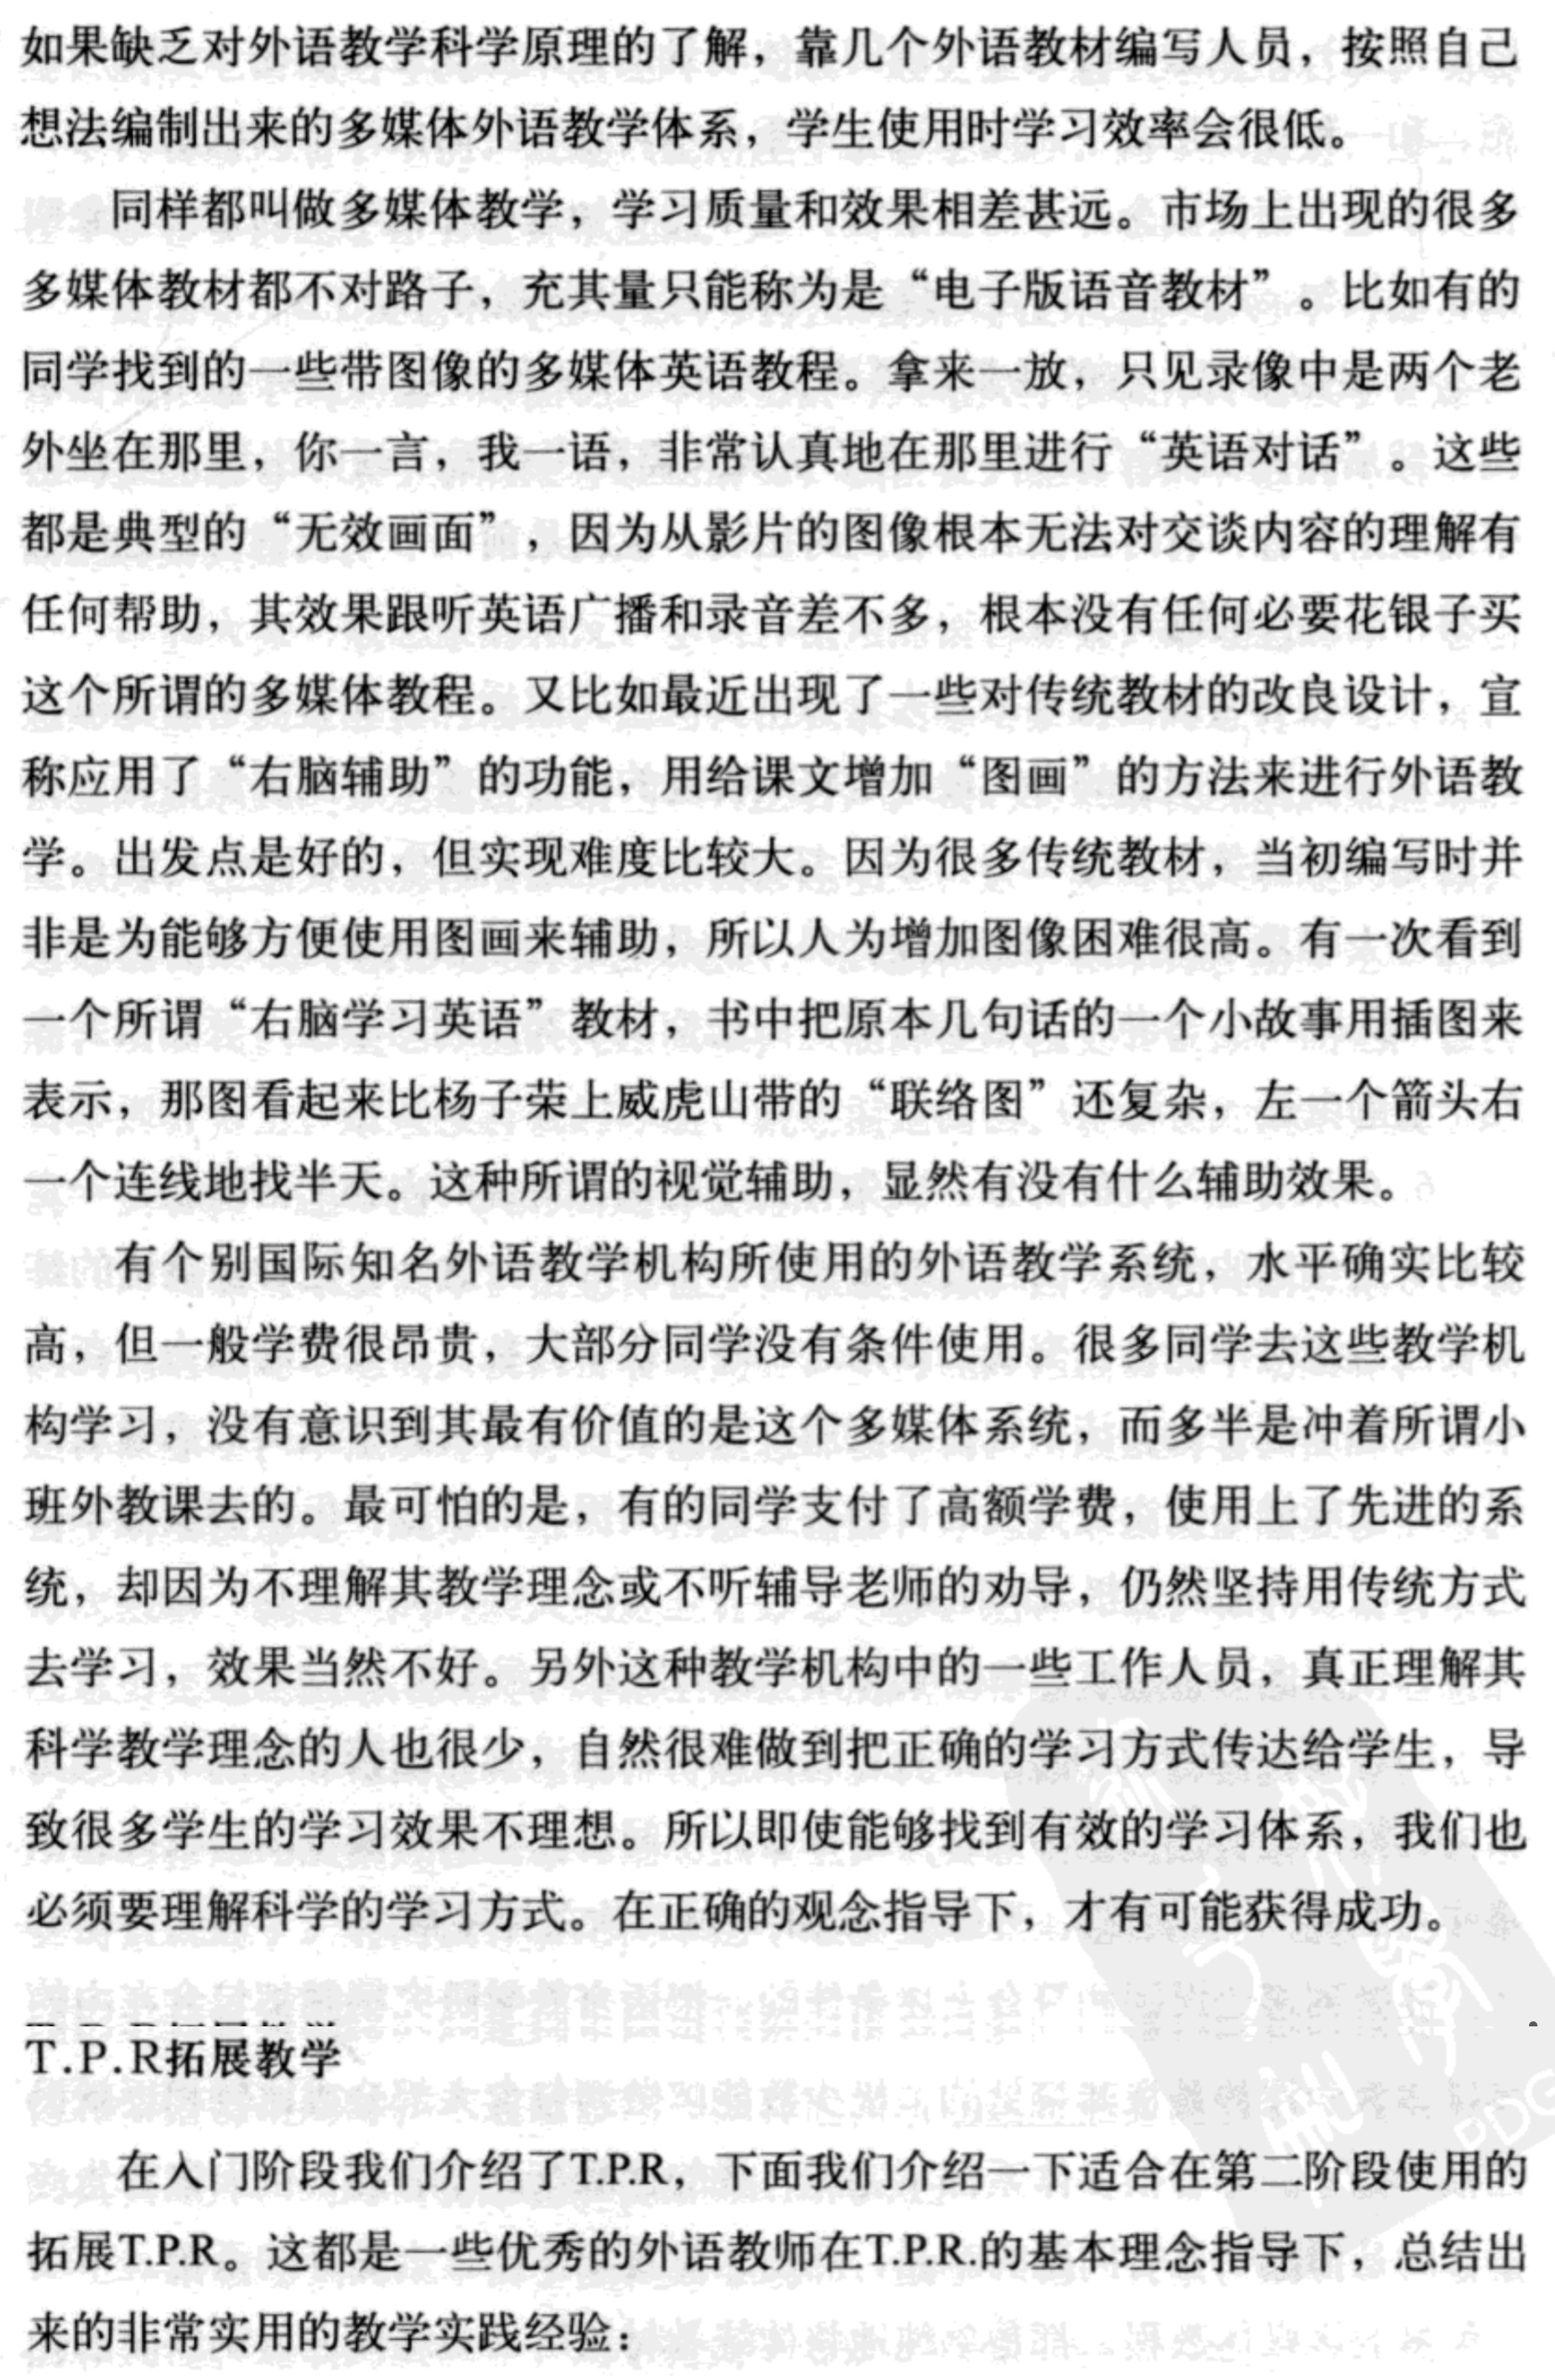 如果缺乏对外语教学科学原理的了解，靠几个外语教材编写人员，按照自己
想法编制出来的多媒体外语教学体系，学生使用时学习效率会很低。
同样都叫做多媒体教学，学习质量和效果相差甚远。市场上出现的很多
多媒体教材都不对路子，充其量只能称为是“电子版语音教材”。比如有的
同学找到的一些带图像的多媒体英语教程。拿来一放，只见录像中是两个老
外坐在那里，你一言，我一语，非常认真地在那里进行“英语对话”。这些
都是典型的“无效画面”，因为从影片的图像根本无法对交谈内容的理解有
任何帮助，其效果跟听英语广播和录音差不多，根本没有任何必要花银子买
这个所谓的多媒体教程。又比如最近出现了一些对传统教材的改良设计，宣
称应用了“右脑辅助”的功能，用给课文增加“图画”的方法来进行外语教
学。出发点是好的，但实现难度比较大。因为很多传统教材，当初编写时并
非是为能够方便使用图画来辅助，所以人为增加图像困难很高。有一次看到
一个所谓“右脑学习英语”教材，书中把原本几句话的一个小故事用插图来
表示，那图看起来比杨子荣上威虎山带的“联络图”还复杂，左一个箭头右
一个连线地找半天。这种所谓的视觉辅助，显然有没有什么辅助效果。
有个别国际知名外语教学机构所使用的外语教学系统，水平确实比较
高，但一般学费很昂贵，大部分同学没有条件使用。很多同学去这些教学机
构学习，没有意识到其最有价值的是这个多媒体系统，而多半是冲着所谓小
班外教课去的。最可怕的是，有的同学支付了高额学费，使用上了先进的系
统，却因为不理解其教学理念或不听辅导老师的劝导，仍然坚持用传统方式
去学习，效果当然不好。另外这种教学机构中的一些工作人员，真正理解其
科学教学理念的人也很少，自然很难做到把正确的学习方式传达给学生，导
致很多学生的学习效果不理想。所以即使能够找到有效的学习体系，我们也
必须要理解科学的学习方式。在正确的观念指导下，才有可能获得成功。
T.P.R拓展教学
在入门阶段我们介绍了T.P.R，下面我们介绍一下适合在第二阶段使用的
拓展T.P.R。这都是一些优秀的外语教师在T.P.R.的基本理念指导下，总结出
来的非常实用的教学实践经验：
PDG